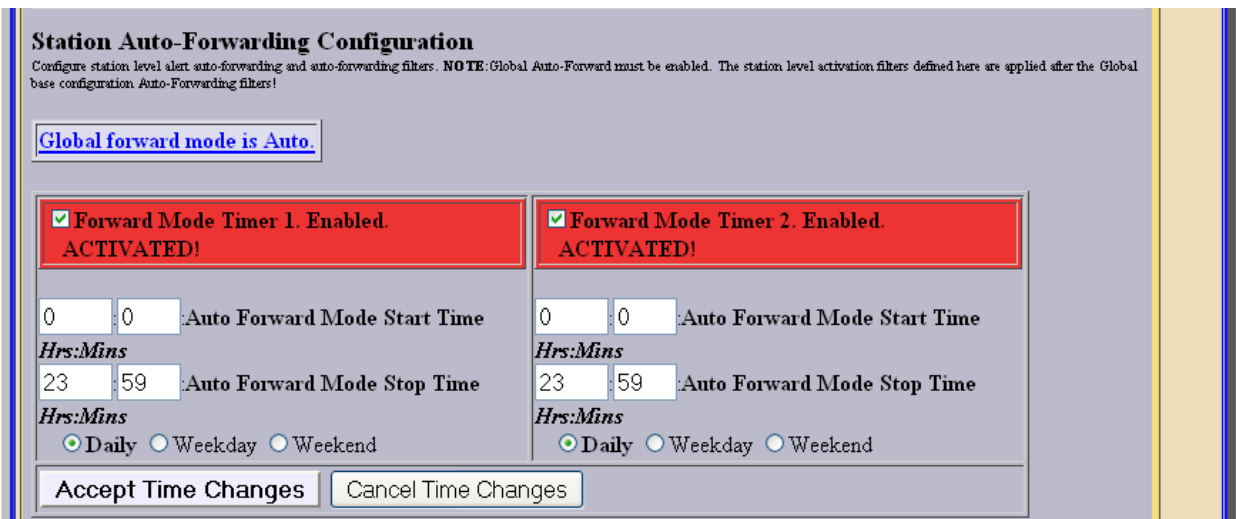 Station Auto-Forwarding Configuration
Configure station level alert auto-forwarding and auto-forwarding filters. NOTE:Global Auto-Forward must be enabled. The station level activation filters defined here are applied after the Global
base configuration Auto-Forwarding filters!
Global forward mode is Auto.
Forward Mode Timer 1. Enabled.
ACTIVATED!
0 :0 :Auto Forward Mode Start Time
Hrs:Mins
23 :59 :Auto Forward Mode Stop Time
Hrs:Mins
Daily Weekday Weekend
Forward Mode Timer 2. Enabled.
ACTIVATED!
0 :0 :Auto Forward Mode Start Time
Hrs:Mins
23 :59 :Auto Forward Mode Stop Time
Hrs:Mins
Daily Weekday Weekend
Accept Time Changes Cancel Time Changes